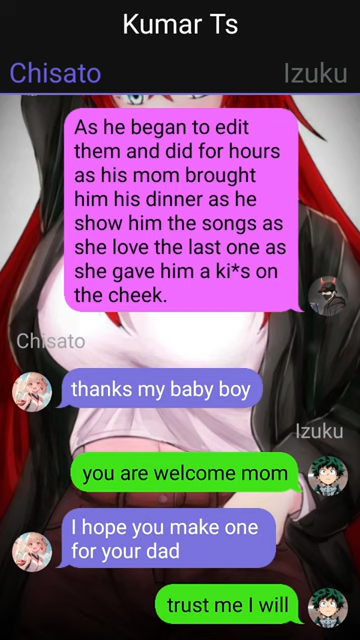 Kumar Ts
Chisato Izuku
As he began to edit
them and did for hours
as his mom brought
him his dinner as he
show him the songs as
she love the last one as
she gave him a ki*s on
the cheek.
Chisato
thanks my baby boy
Izuku
you are welcome mom
I hope you make one
for your dad
trust me I will